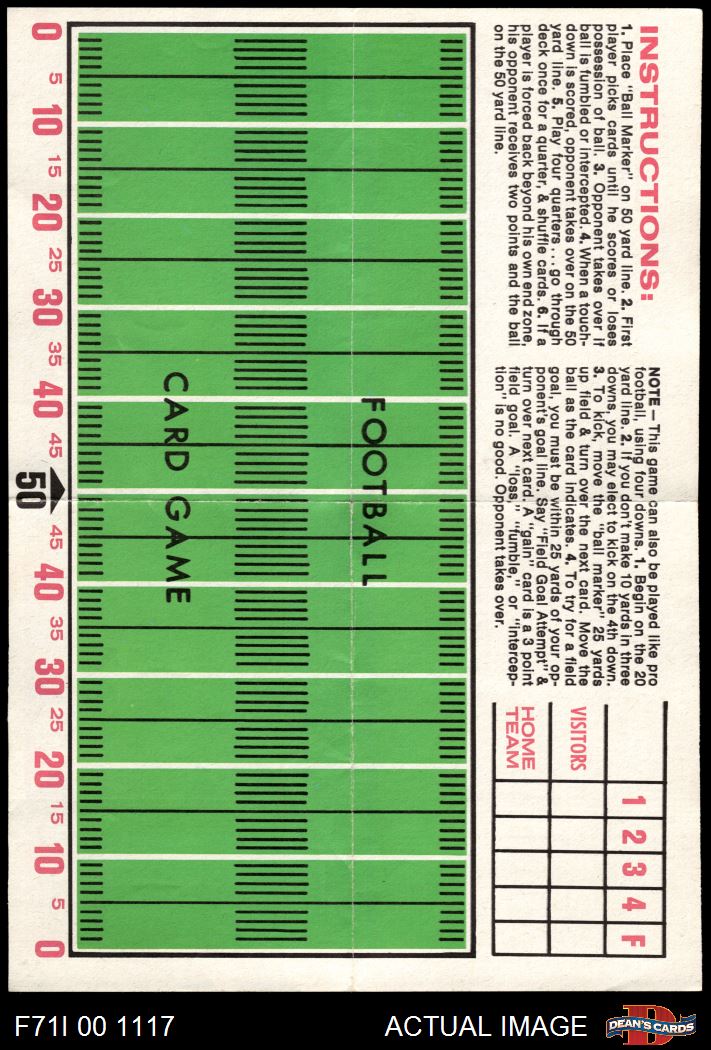 INSTRUCTIONS:
1. Place "Ball Marker" on 50 yard line. 2. First
player picks cards until he scores or loses
possession of ball. 3. Opponent takes over if
ball is fumbled or intercepted. 4. When a touch-
down is scored, opponent takes over on the 50
yard line. 5. Play four quarters . . . go through
deck once for a quarter, & shuffle cards. 6. If a
player is forced back beyond his own end zone,
his opponent receives two points and the ball
on the 50 yard line.
NOTE — This game can also be played like pro
football, using four downs. 1. Begin on the 20
yard line. 2. If you don't make 10 yards in three
downs, you may elect to kick on the 4th down.
3. To kick, move the "ball marker" 25 yards
up field & turn over the next card. Move the
ball as the card indicates. 4. To try for a field
goal, you must be within 25 yards of your op-
ponent's goal line. Say "Field Goal Attempt" &
turn over next card. A "gain" card is a 3 point
field goal. A "loss," "fumble," or "intercep-
tion" is no good. Opponent takes over.
1 2 3 4 F
VISITORS
HOME
TEAM
FOOTBALL
CARD GAME
0 5 10 15 20 25 30 35 40 45 50 45 40 35 30 25 20 15 10 5 0
F71I 00 1117
ACTUAL IMAGE
D
DEAN'S CARDS